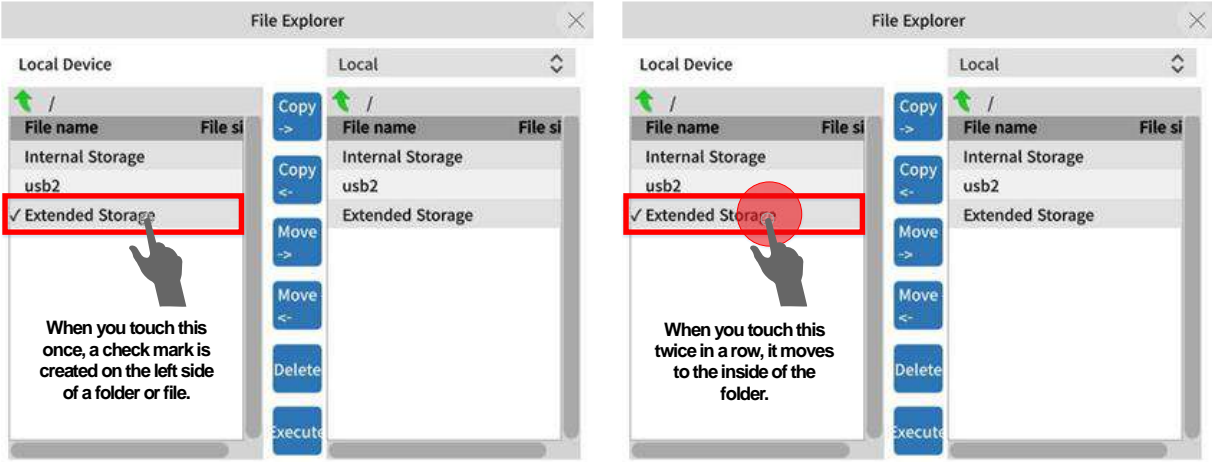 File Explorer
Local Device
Local
/
/
File name File si
File name File si
Internal Storage
usb2
✓ Extended Storage
Internal Storage
usb2
Extended Storage
Copy
->
Copy
<-
Move
->
Move
<-
Delete
Execute
When you touch this
once, a check mark is
created on the left side
of a folder or file.
File Explorer
Local Device
Local
/
/
File name File si
File name File si
Internal Storage
usb2
✓ Extended Storage
Internal Storage
usb2
Extended Storage
Copy
->
Copy
<-
Move
->
Move
<-
Delete
Execute
When you touch this
twice in a row, it moves
to the inside of the
folder.